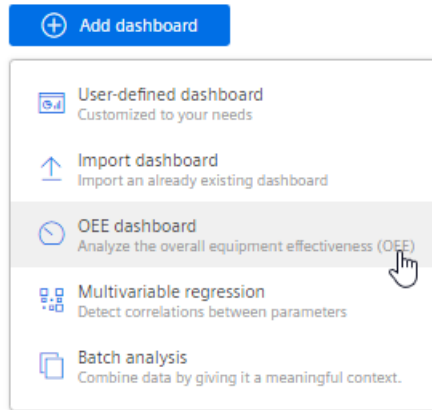 Add dashboard
User-defined dashboard
Customized to your needs
Import dashboard
Import an already existing dashboard
OEE dashboard
Analyze the overall equipment effectiveness (OEE)
Multivariable regression
Detect correlations between parameters
Batch analysis
Combine data by giving it a meaningful context.